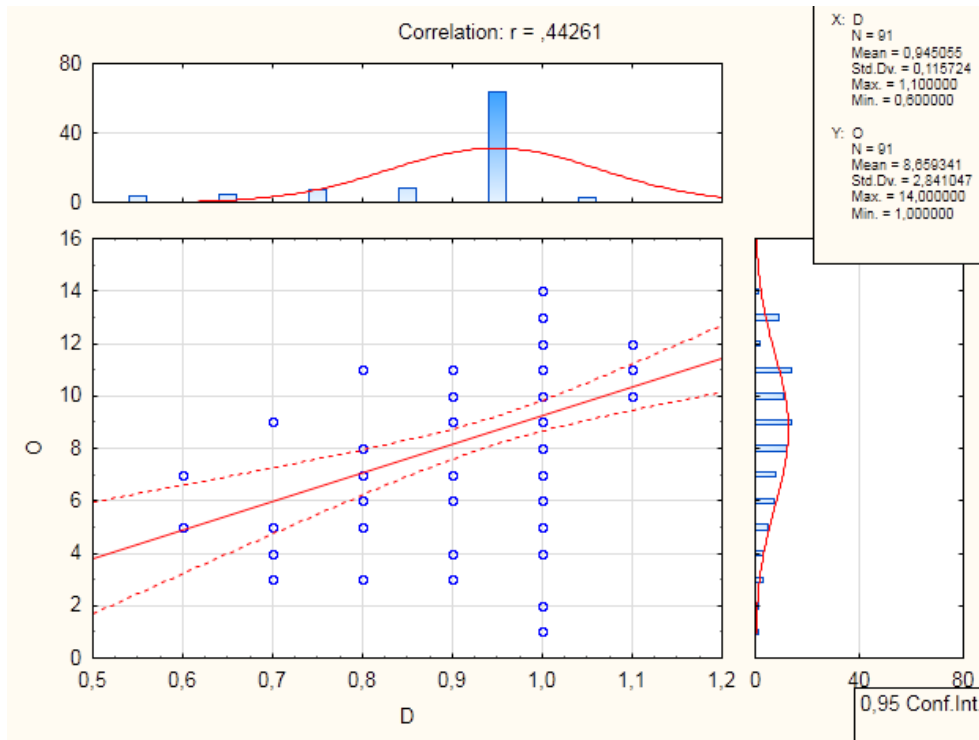 Correlation: r = ,44261
X: D
N = 91
Mean = 0,945055
Std.Dv. = 0,115724
Max. = 1,100000
Min. = 0,600000
Y: O
N = 91
Mean = 8,659341
Std.Dv. = 2,841047
Max. = 14,000000
Min. = 1,000000
80
40
0
16
14
12
10
8
6
4
2
0
O
0,5 0,6 0,7 0,8 0,9 1,0 1,1 1,2
D
0 40 80
0,95 Conf.Int